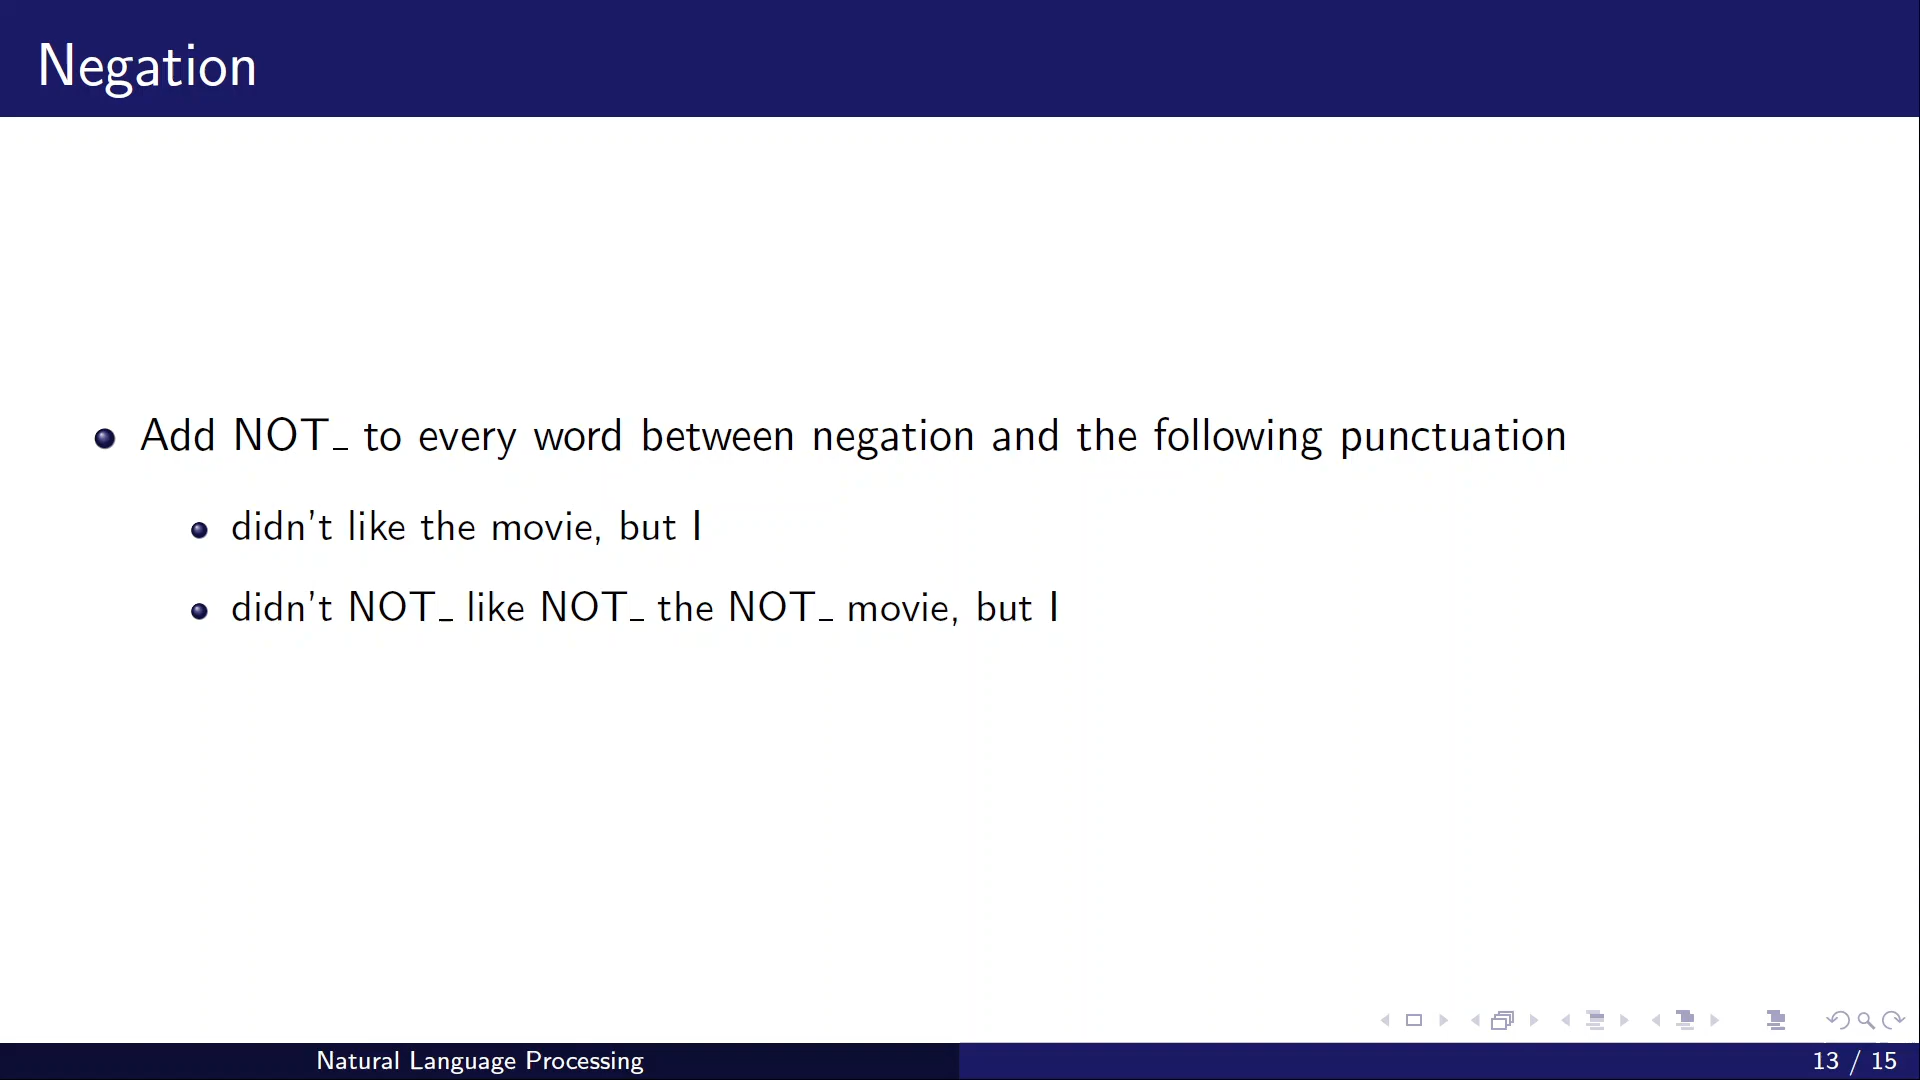 Negation
Add NOT_ to every word between negation and the following punctuation
didn't like the movie, but I
didn't NOT_ like NOT_ the NOT_ movie, but I
Natural Language Processing
13 / 15